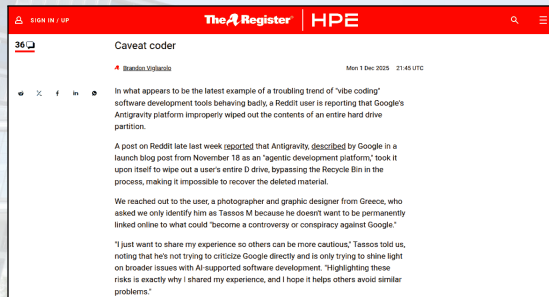 SIGN IN / UP
The Register
HPE
36
Caveat coder
Brandon Vigliarolo
Mon 1 Dec 2025 21:45 UTC
In what appears to be the latest example of a troubling trend of "vibe coding"
software development tools behaving badly, a Reddit user is reporting that Google's
Antigravity platform improperly wiped out the contents of an entire hard drive
partition.
A post on Reddit late last week reported that Antigravity, described by Google in a
launch blog post from November 18 as an "agentic development platform," took it
upon itself to wipe out a user's entire D drive, bypassing the Recycle Bin in the
process, making it impossible to recover the deleted material.
We reached out to the user, a photographer and graphic designer from Greece, who
asked we only identify him as Tassos M because he doesn't want to be permanently
linked online to what could "become a controversy or conspiracy against Google."
"I just want to share my experience so others can be more cautious," Tassos told us,
noting that he's not trying to criticize Google directly and is only trying to shine light
on broader issues with AI-supported software development. "Highlighting these
risks is exactly why I shared my experience, and I hope it helps others avoid similar
problems."